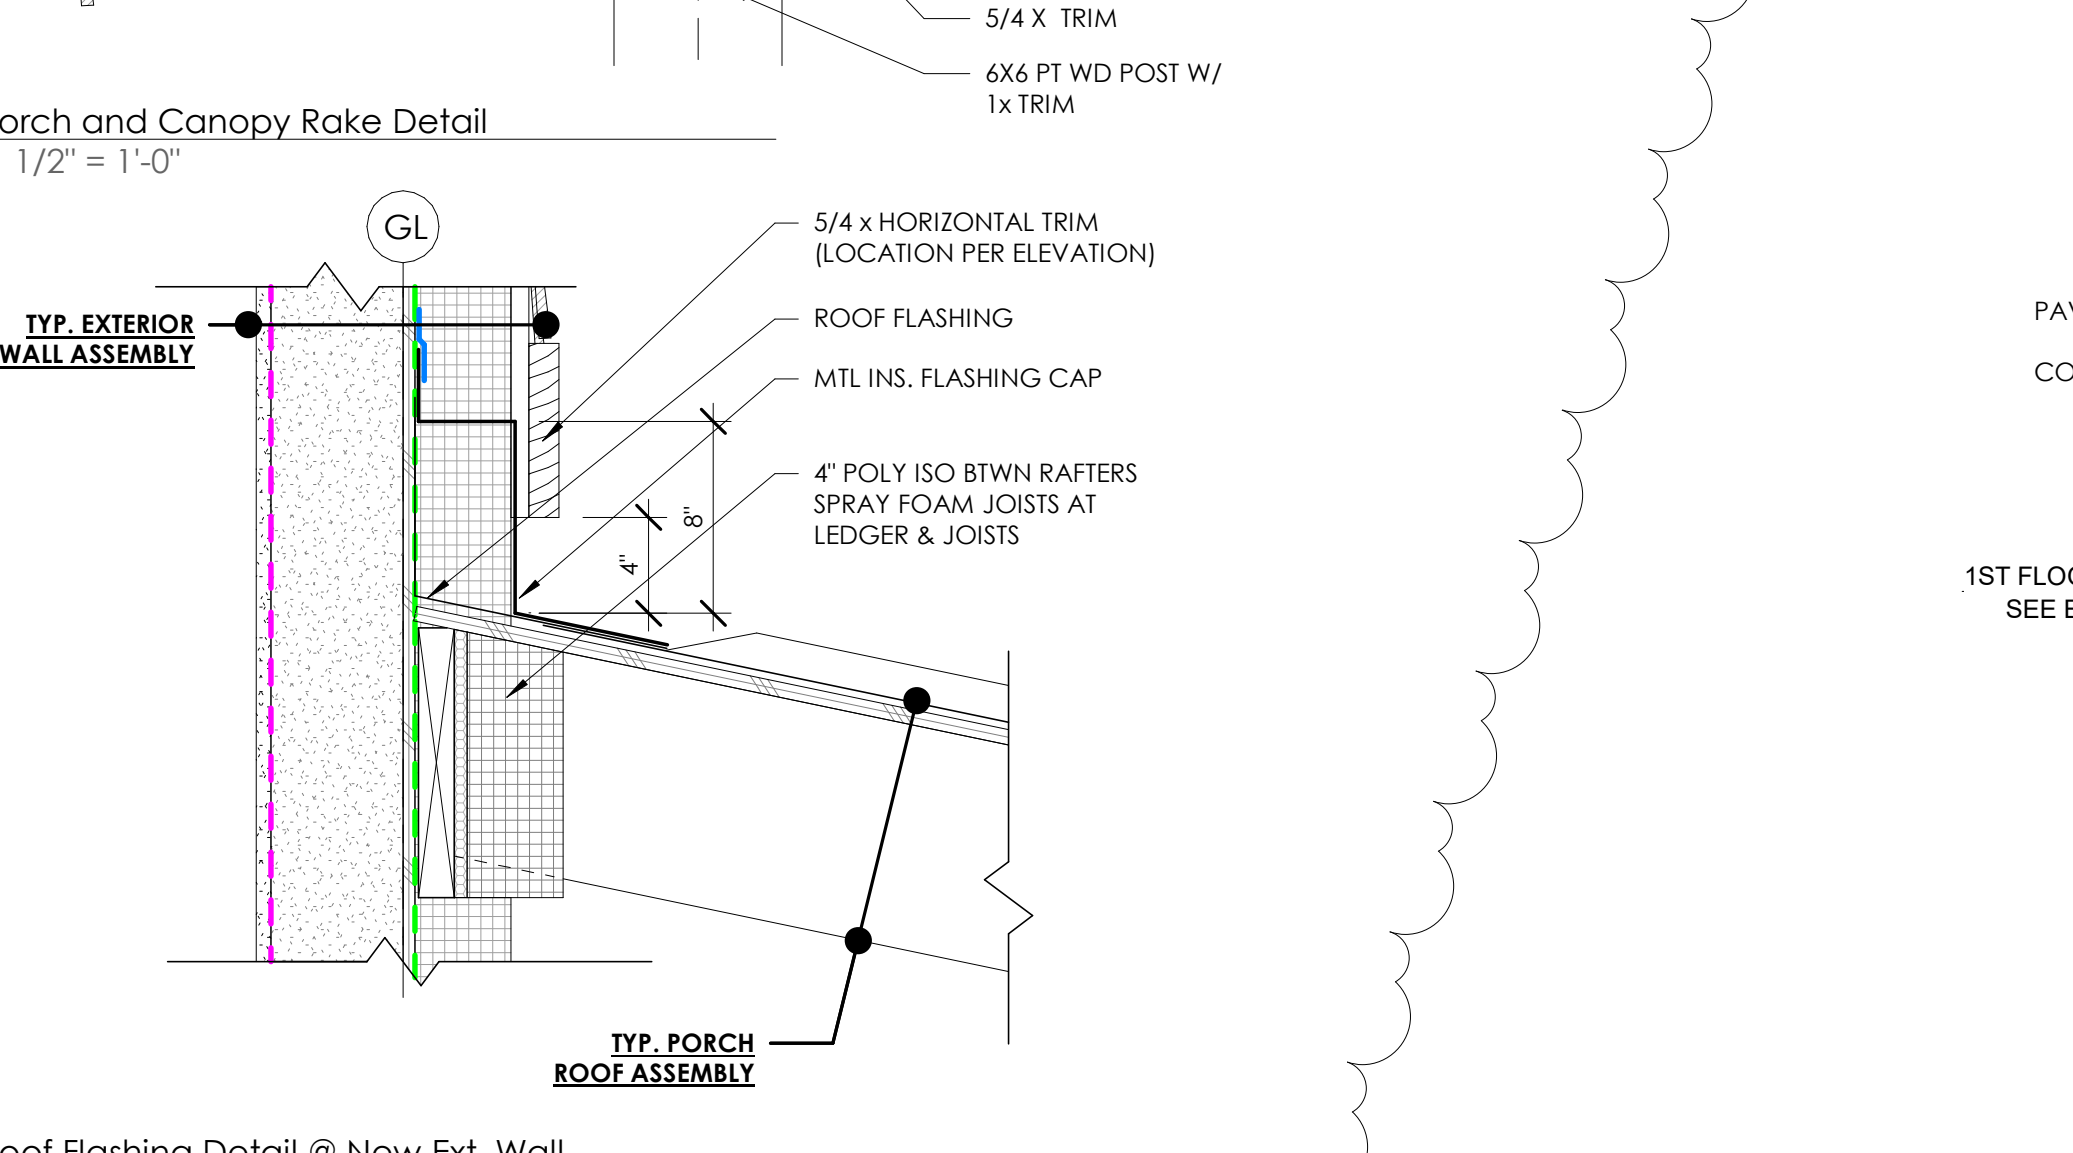 5/4 X TRIM
6X6 PT WD POST W/
1x TRIM
orch and Canopy Rake Detail
1/2" = 1'-0"
GL
5/4 x HORIZONTAL TRIM
(LOCATION PER ELEVATION)
TYP. EXTERIOR
WALL ASSEMBLY
ROOF FLASHING
MTL INS. FLASHING CAP
4" POLY ISO BTWN RAFTERS
SPRAY FOAM JOISTS AT
LEDGER & JOISTS
8"
4"
TYP. PORCH
ROOF ASSEMBLY
oof Flashing Detail @ New Ext. Wall
PAV
CO
1ST FLOO
SEE E